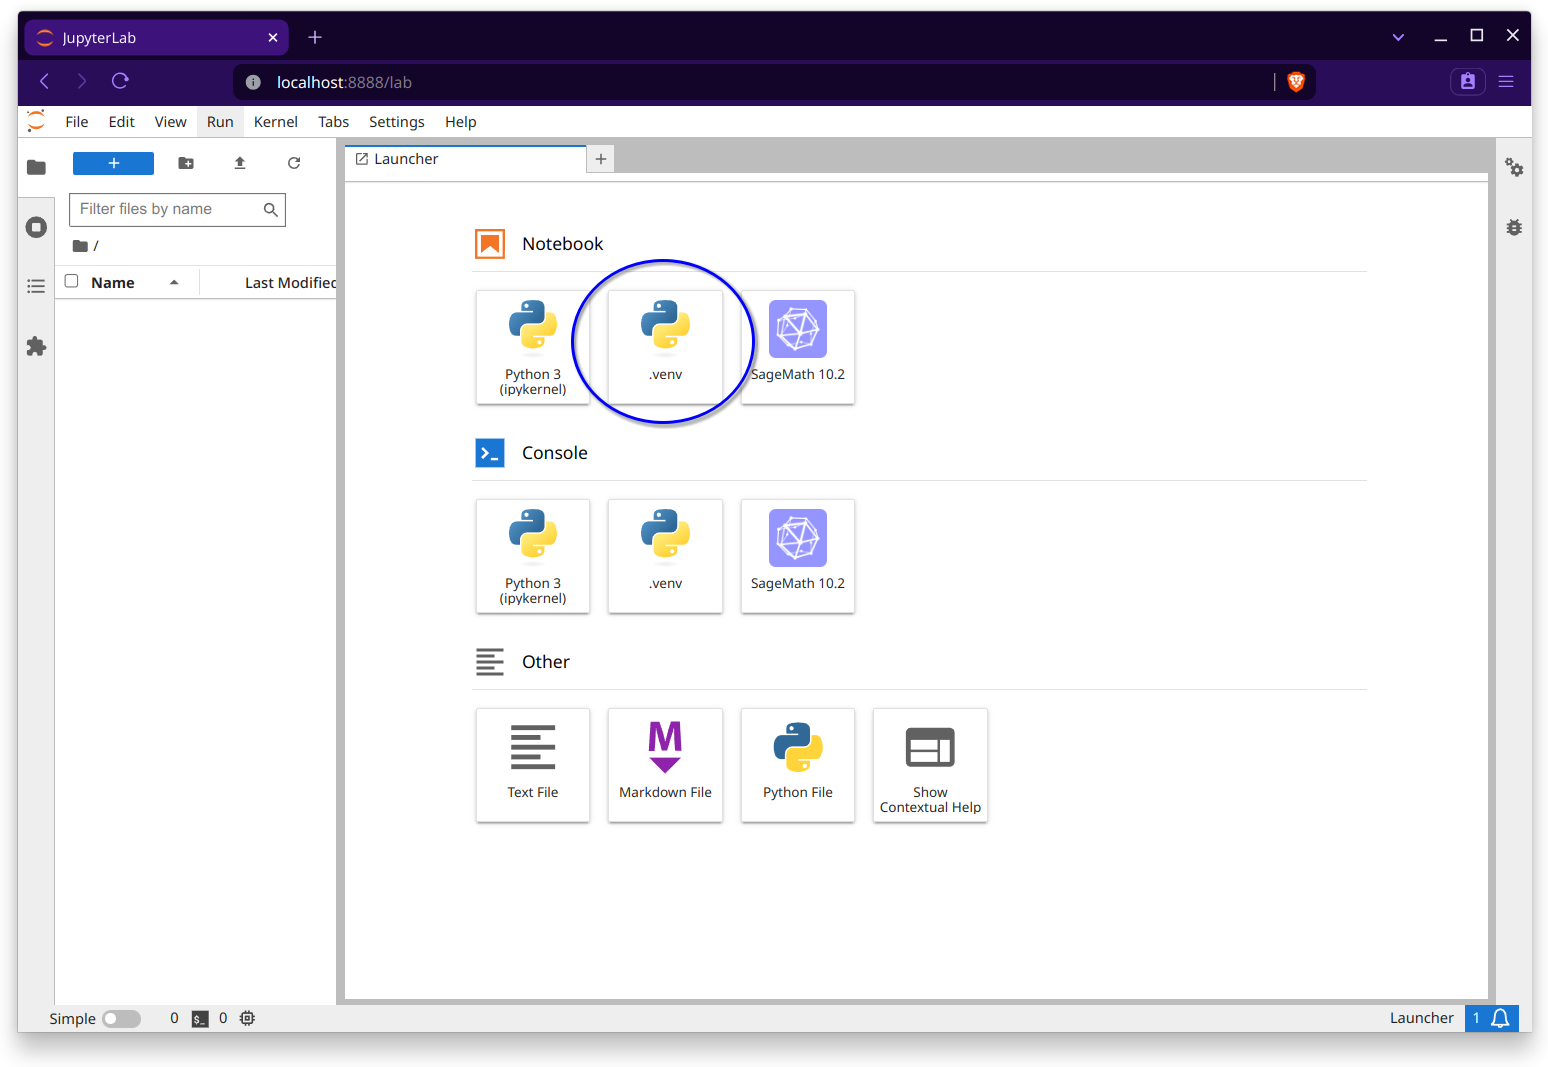 JupyterLab
localhost:8888/lab
File Edit View Run Kernel Tabs Settings Help
Launcher
Filter files by name
/
Name Last Modified
Notebook
Python 3
(ipykernel)
.venv
SageMath 10.2
Console
Python 3
(ipykernel)
.venv
SageMath 10.2
Other
Text File
Markdown File
Python File
Show
Contextual Help
Simple 0 $_ 0 Launcher 1